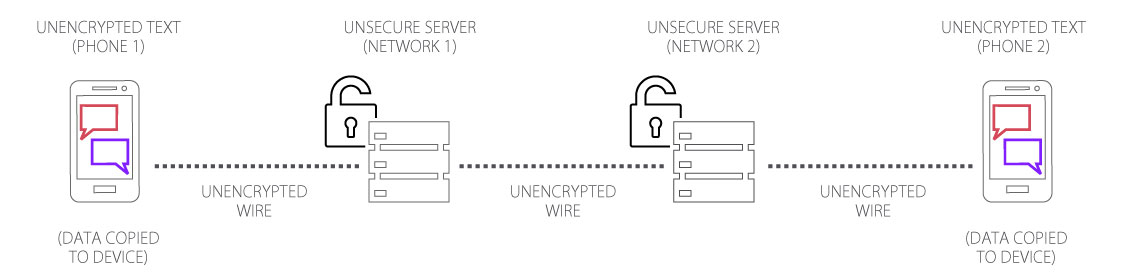 UNENCRYPTED TEXT
(PHONE 1)
UNSECURE SERVER
(NETWORK 1)
UNSECURE SERVER
(NETWORK 2)
UNENCRYPTED TEXT
(PHONE 2)
UNENCRYPTED
WIRE
UNENCRYPTED
WIRE
UNENCRYPTED
WIRE
(DATA COPIED
TO DEVICE)
(DATA COPIED
TO DEVICE)